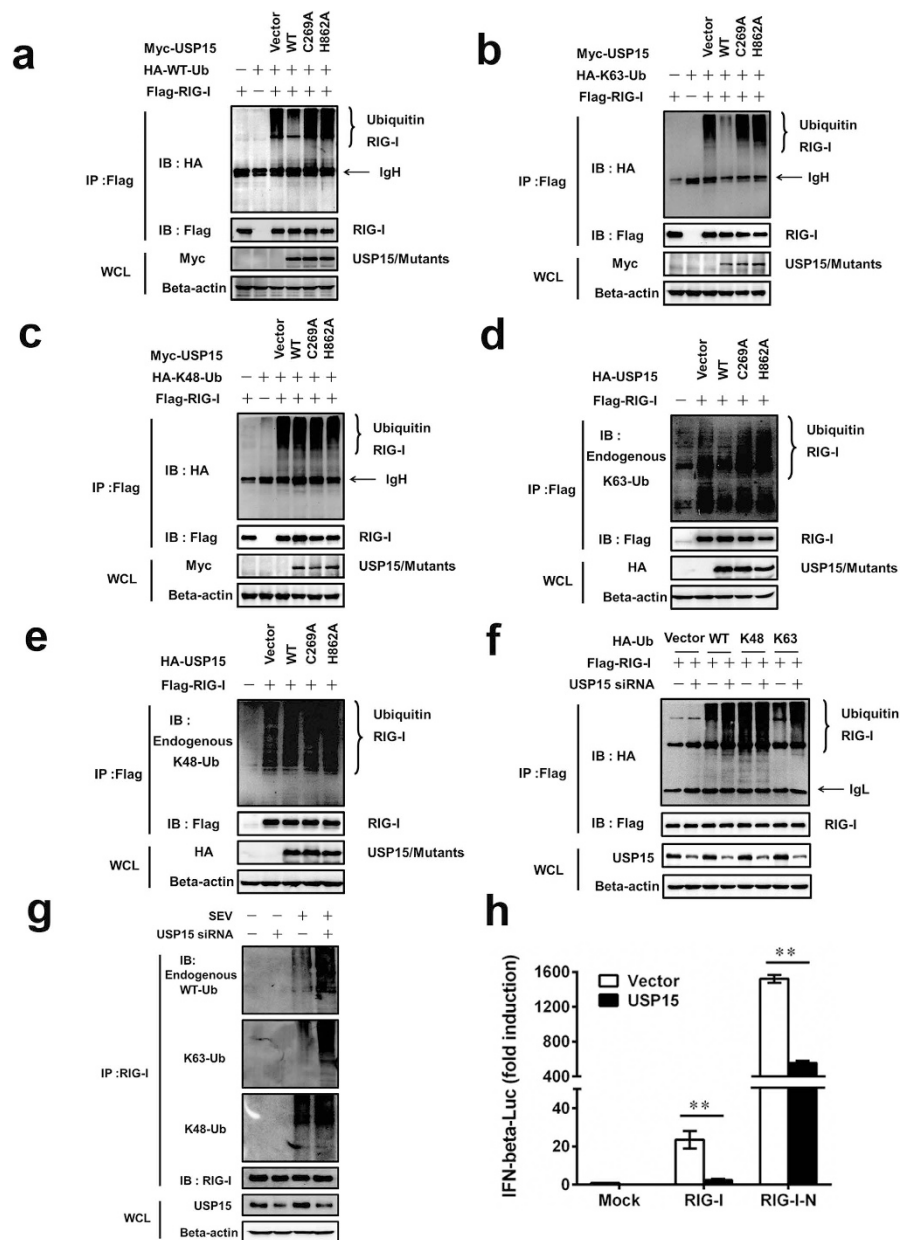 a
Vector
WT
C269A
H862A
Myc-USP15
HA-WT-Ub − + + + + +
Flag-RIG-I + − + + + +
IP :Flag
IB : HA
Ubiquitin
RIG-I
IgH
IB : Flag
RIG-I
WCL
Myc
USP15/Mutants
Beta-actin
b
Vector
WT
C269A
H862A
Myc-USP15
HA-K63-Ub − + + + + +
Flag-RIG-I + − + + + +
IP :Flag
IB : HA
Ubiquitin
RIG-I
IgH
IB : Flag
RIG-I
WCL
Myc
USP15/Mutants
Beta-actin
c
Vector
WT
C269A
H862A
Myc-USP15
HA-K48-Ub − + + + + +
Flag-RIG-I + − + + + +
IP :Flag
IB : HA
Ubiquitin
RIG-I
IgH
IB : Flag
RIG-I
WCL
Myc
USP15/Mutants
Beta-actin
d
Vector
WT
C269A
H862A
HA-USP15
Flag-RIG-I − + + + +
IP :Flag
IB :
Endogenous
K63-Ub
Ubiquitin
RIG-I
IB : Flag
RIG-I
WCL
HA
USP15/Mutants
Beta-actin
e
Vector
WT
C269A
H862A
HA-USP15
Flag-RIG-I − + + + +
IP :Flag
IB :
Endogenous
K48-Ub
Ubiquitin
RIG-I
IB : Flag
RIG-I
WCL
HA
USP15/Mutants
Beta-actin
f
HA-Ub Vector WT K48 K63
Flag-RIG-I + + + + + + + +
USP15 siRNA − + − + − + − +
IP :Flag
IB : HA
Ubiquitin
RIG-I
IgL
IB : Flag
RIG-I
WCL
USP15
Beta-actin
g
SEV − − + +
USP15 siRNA − + − +
IP :RIG-I
IB:
Endogenous
WT-Ub
K63-Ub
K48-Ub
IB : RIG-I
WCL
USP15
Beta-actin
h
IFN-beta-Luc (fold induction)
1600
1200
800
400
40
20
0
Vector
USP15
**
**
Mock
RIG-I
RIG-I-N